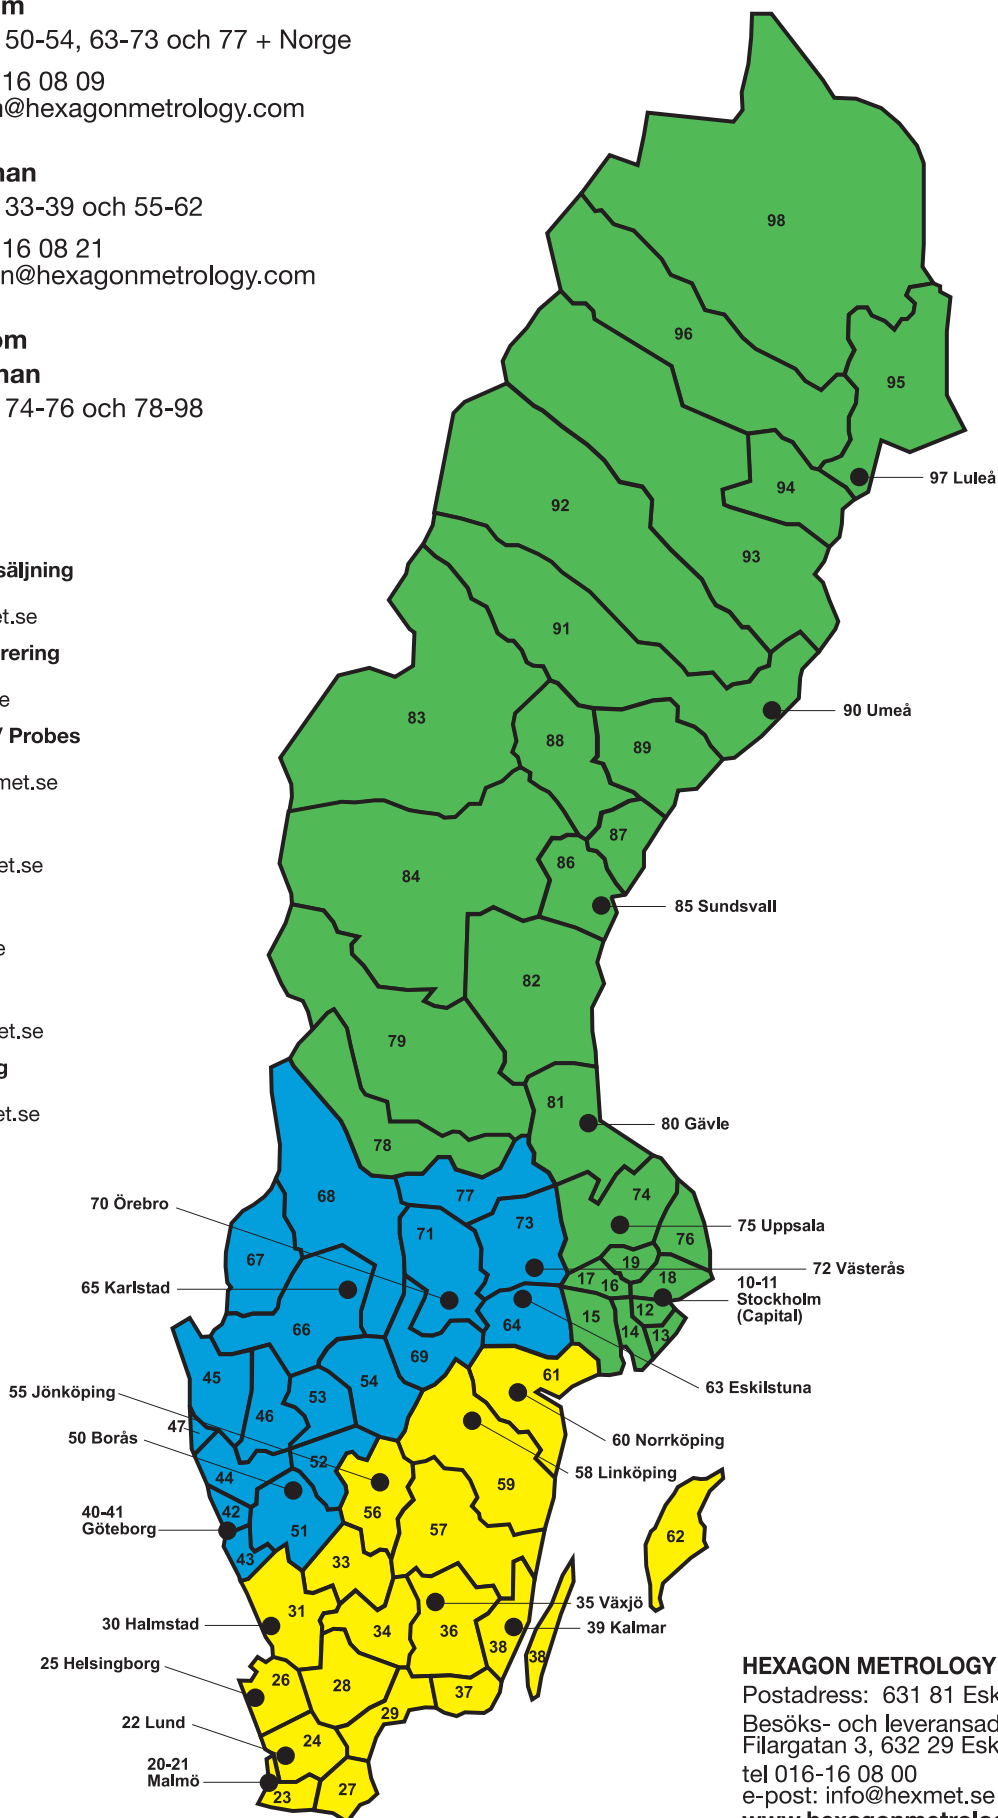 m
50-54, 63-73 och 77 + Norge
16 08 09
@hexagonmetrology.com
nan
33-39 och 55-62
16 08 21
n@hexagonmetrology.com
om
nan
74-76 och 78-98
säljning
et.se
rering
e
/ Probes
met.se
et.se
e
et.se
g
et.se
98
96
95
97 Luleå
94
92
93
91
90 Umeå
83
88
89
87
86
84
85 Sundsvall
82
79
81
80 Gävle
78
77
68
74
70 Örebro
73
75 Uppsala
71
76
67
19
72 Västerås
17
16
18
65 Karlstad
10-11
Stockholm
(Capital)
12
15
66
64
14
13
69
61
45
54
63 Eskilstuna
55 Jönköping
53
46
47
60 Norrköping
50 Borås
52
58 Linköping
44
59
56
40-41
Göteborg
42
51
57
62
43
33
35 Växjö
31
30 Halmstad
34
36
39 Kalmar
38
38
25 Helsingborg
26
28
37
29
22 Lund
24
20-21
Malmö
23
27
HEXAGON METROLOGY
Postadress: 631 81 Esk
Besöks- och leveransad
Filargatan 3, 632 29 Esk
tel 016-16 08 00
e-post: info@hexmet.se
www.hexagonmetrolo